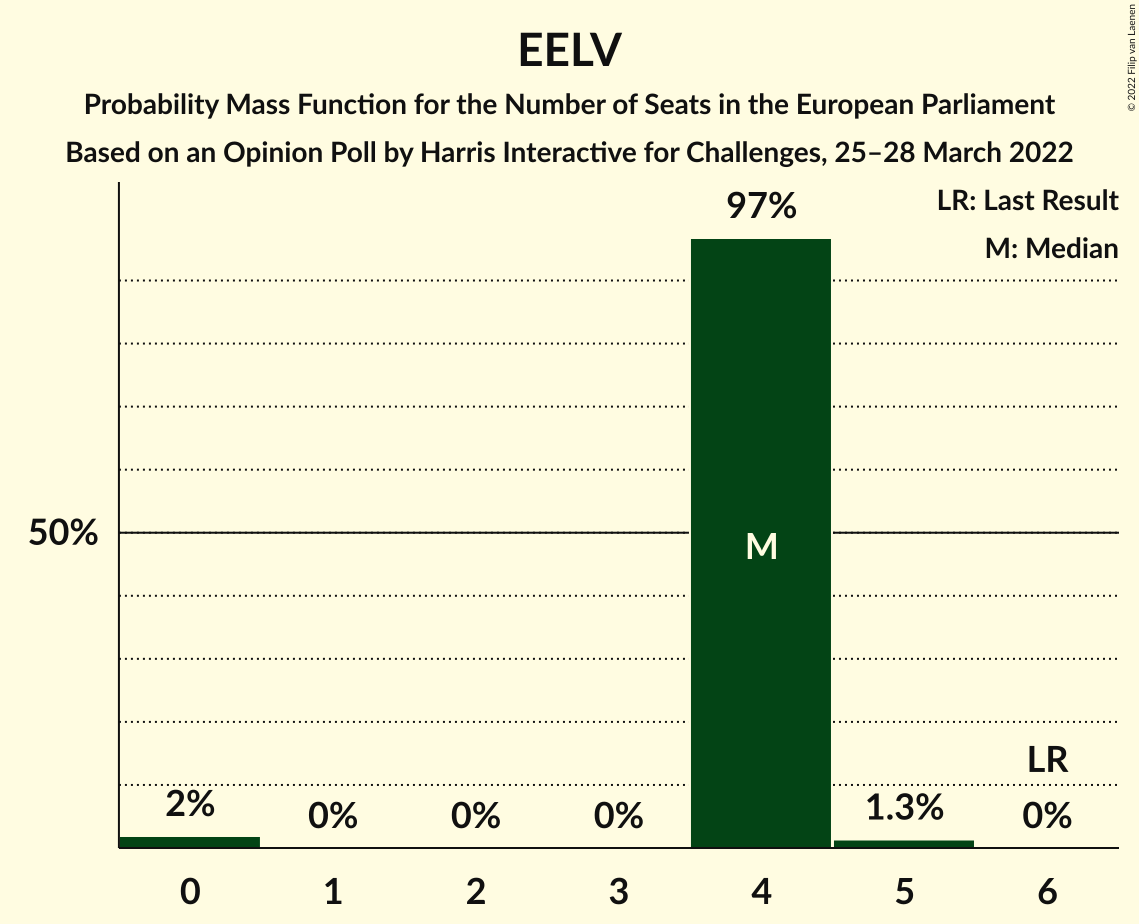 EELV
Probability Mass Function for the Number of Seats in the European Parliament
Based on an Opinion Poll by Harris Interactive for Challenges, 25–28 March 2022
© 2022 Filip van Laenen
LR: Last Result
M: Median
97%
50%
M
LR
2%
0%
0%
0%
1.3%
0%
0 1 2 3 4 5 6